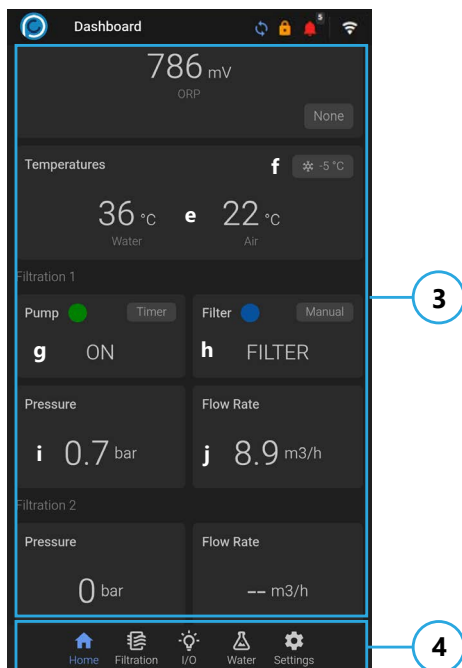 Dashboard 5
786 mV
ORP
None
Temperatures f -5 °C
36 °C e 22 °C
Water Air
Filtration 1
Pump Timer Filter Manual
g ON h FILTER
3
Pressure Flow Rate
i 0.7 bar j 8.9 m3/h
Filtration 2
Pressure Flow Rate
0 bar -- m3/h
Home Filtration I/O Water Settings
4